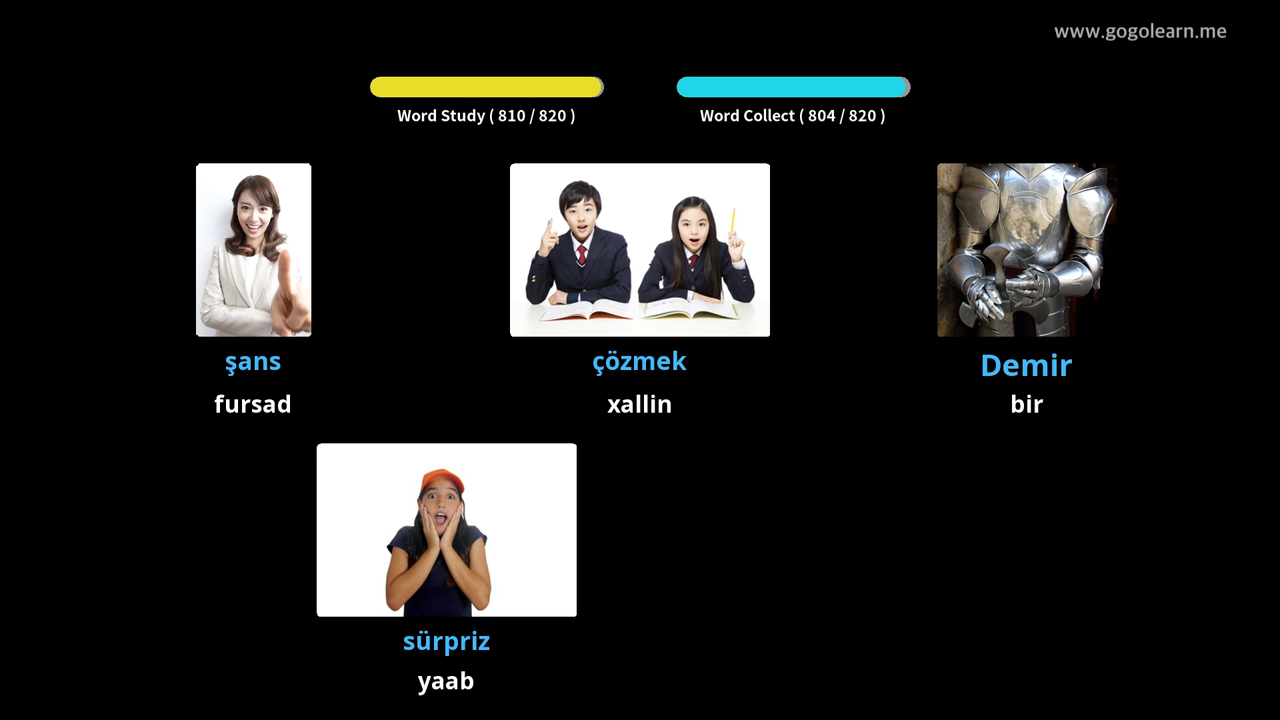 www.gogolearn.me
Word Study ( 810 / 820 )
Word Collect ( 804 / 820 )
şans
çözmek
Demir
fursad
xallin
bir
sürpriz
yaab